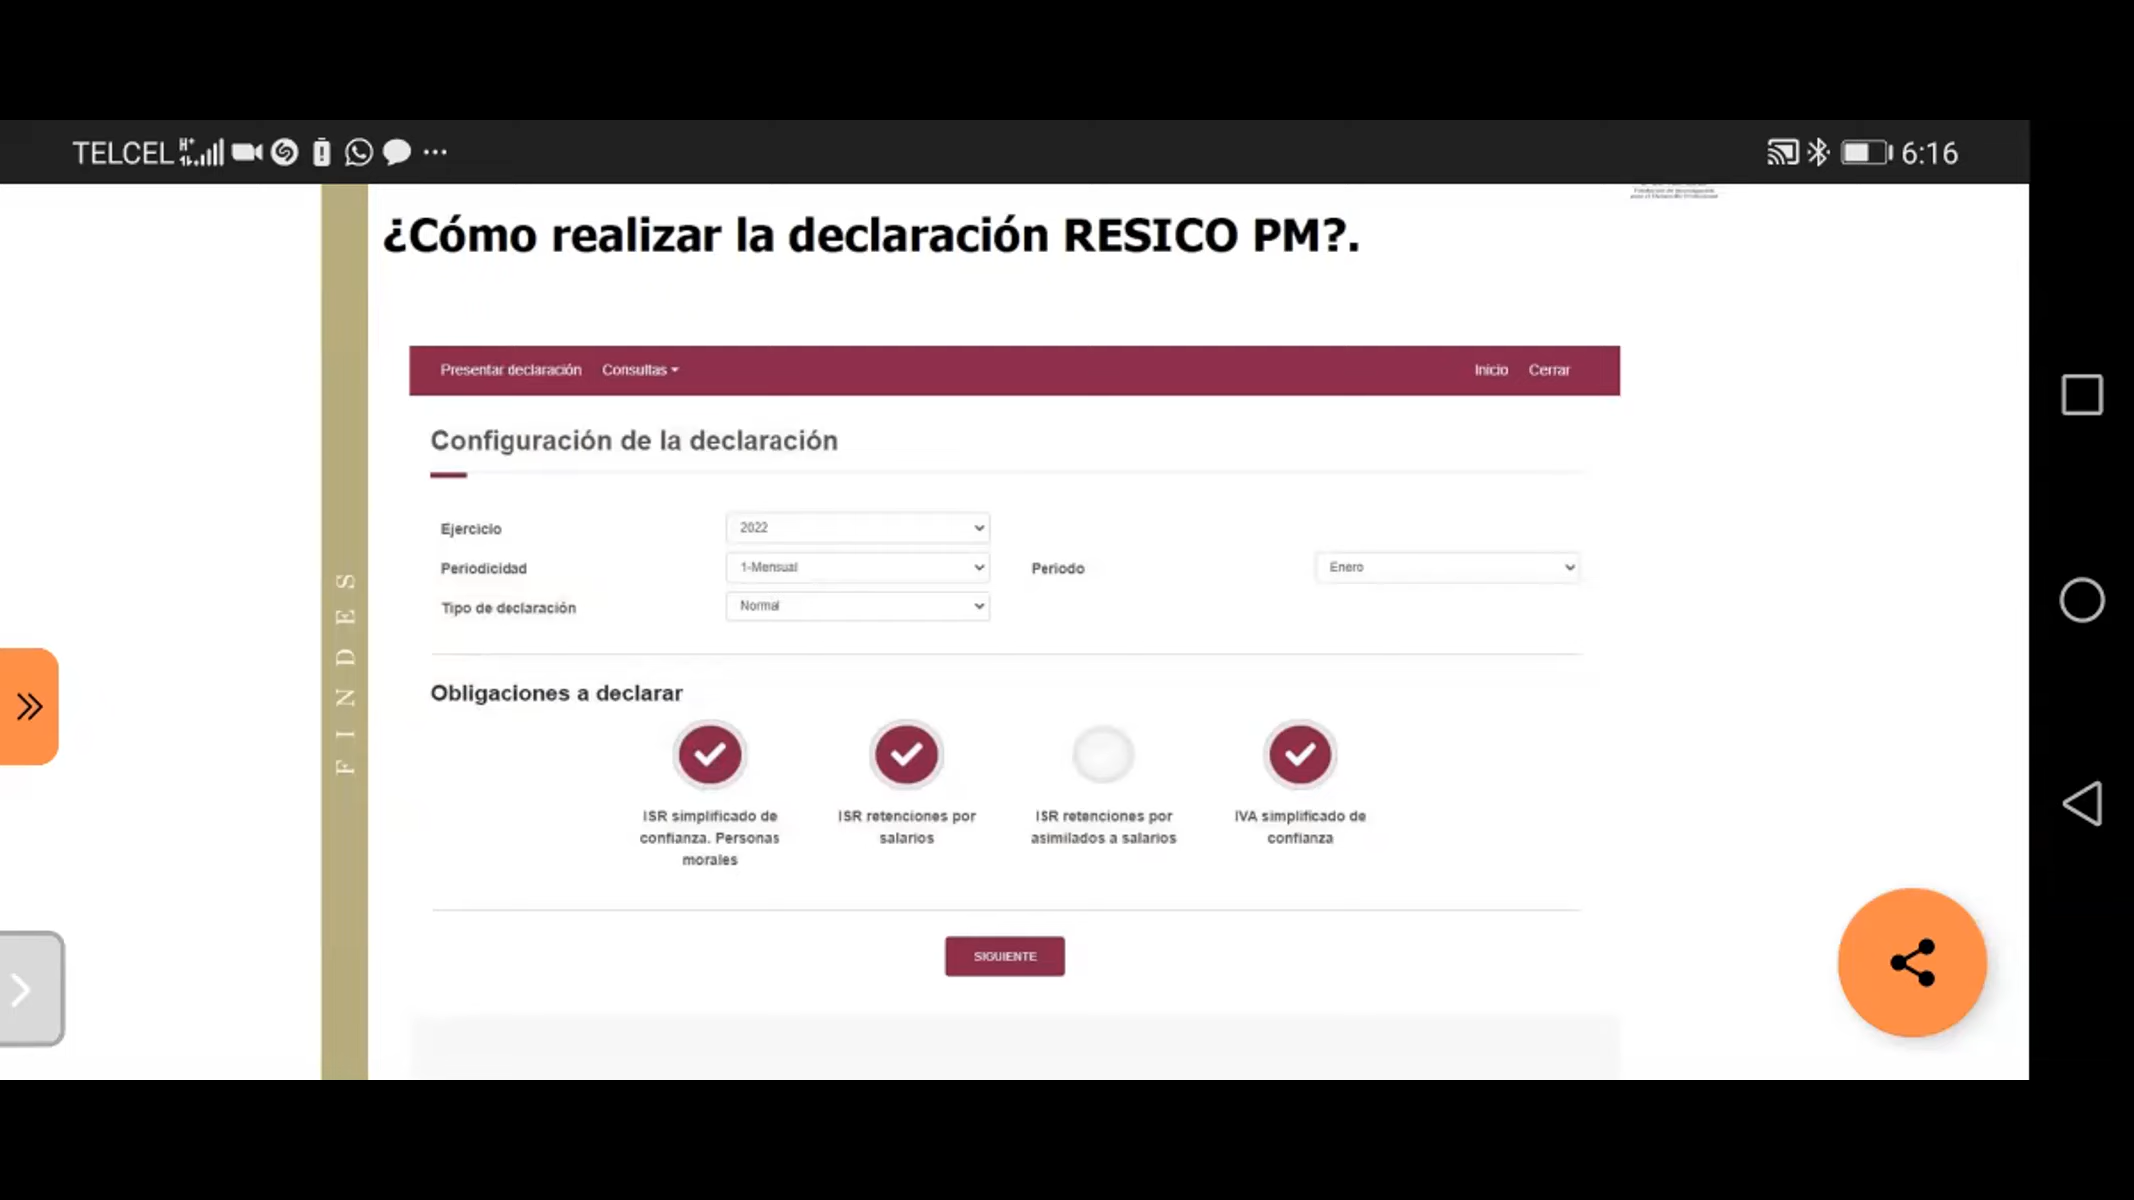 TELCEL H+ ... 6:16
¿Cómo realizar la declaración RESICO PM?.
FINDES
Presentar declaración Consultas Inicio Cerrar
Configuración de la declaración
Ejercicio 2022
Periodicidad 1-Mensual Periodo Enero
Tipo de declaración Normal
Obligaciones a declarar
ISR simplificado de
confianza. Personas
morales
ISR retenciones por
salarios
ISR retenciones por
asimilados a salarios
IVA simplificado de
confianza
SIGUIENTE